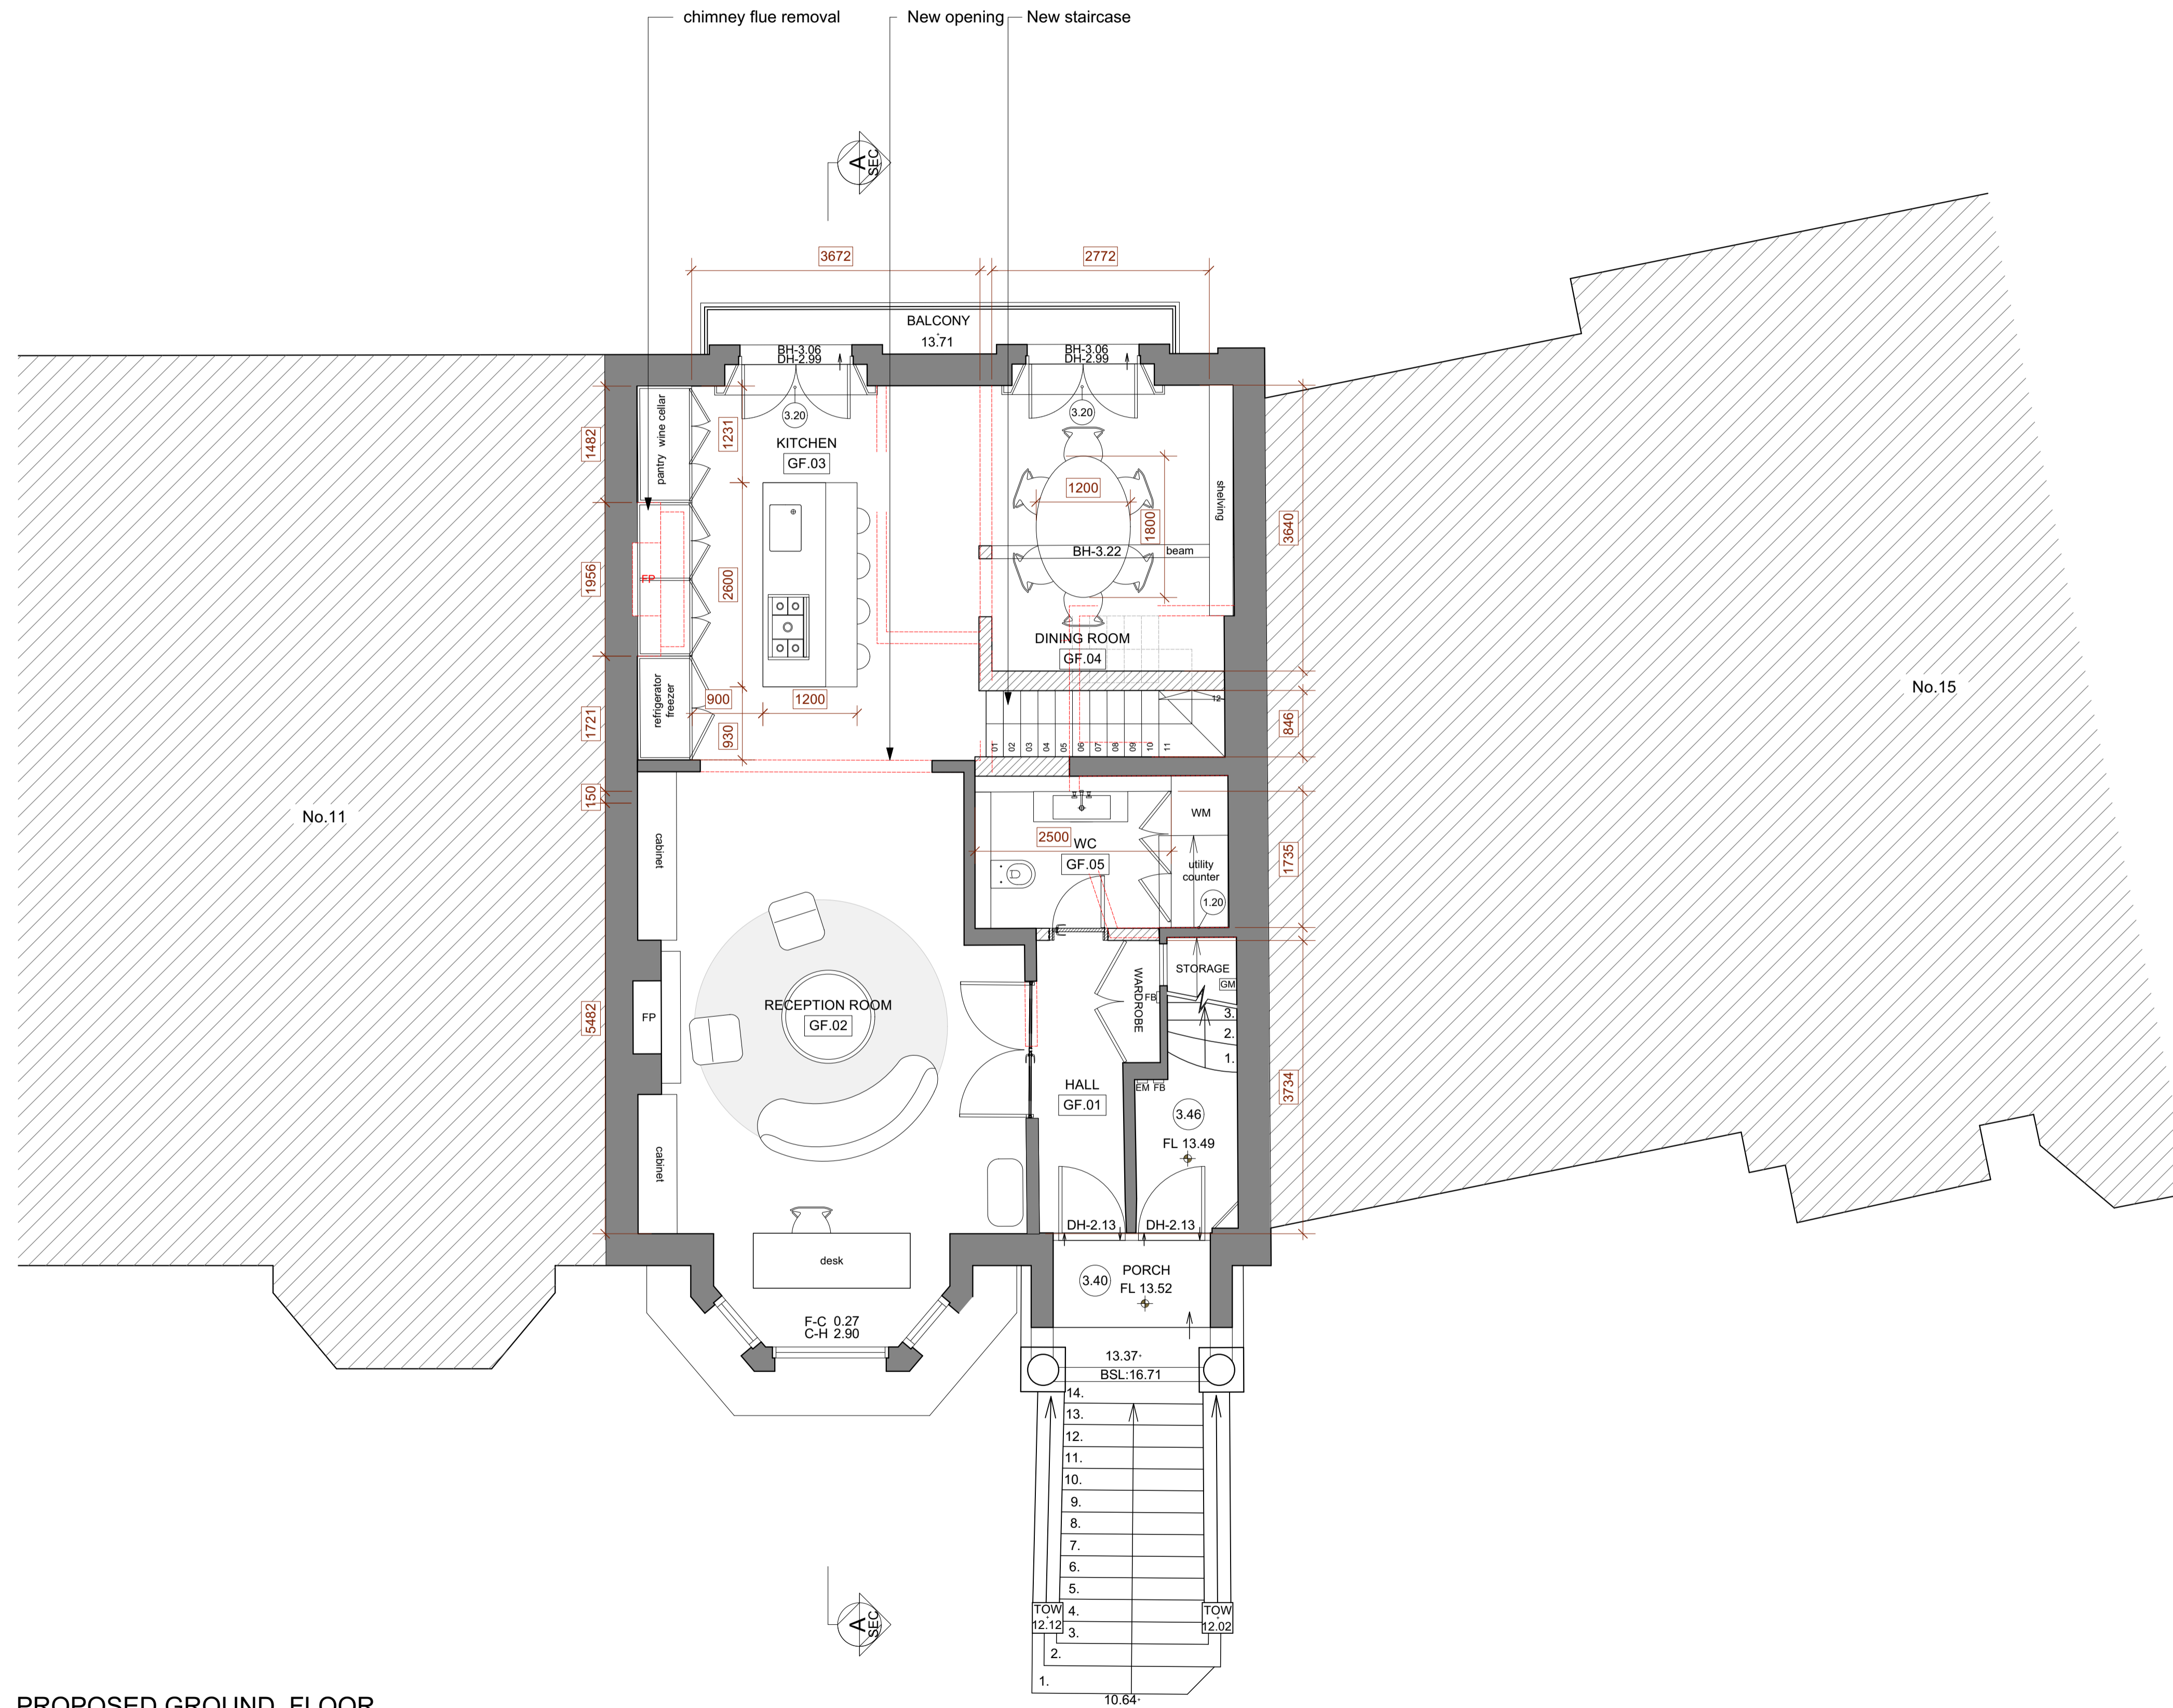 chimney flue removal
New opening
New staircase
A
SEC
3672
2772
BALCONY
13.71
BH-3.06
DH-2.99
BH-3.06
DH-2.99
3.20
3.20
KITCHEN
GF.03
pantry wine cellar
1482
1231
1200
1800
shelving
3640
BH-3.22
beam
FP
1956
2600
DINING ROOM
GF.04
refrigerator
freezer
900
1200
930
1721
12
846
01
02
03
04
05
06
07
08
09
10
11
No.15
No.11
150
cabinet
2500
WC
GF.05
WM
utility
counter
1.20
1735
STORAGE
GM
WARDROBE
FB
3.
2.
1.
RECEPTION ROOM
GF.02
FP
5482
HALL
GF.01
EM
FB
3.46
FL 13.49
3734
cabinet
DH-2.13
DH-2.13
desk
PORCH
3.40
FL 13.52
F-C 0.27
C-H 2.90
13.37
BSL:16.71
14.
13.
12.
11.
10.
9.
8.
7.
6.
5.
4.
3.
2.
1.
TOW
12.12
TOW
12.02
10.64
A
SEC
PROPOSED GROUND FLOOR